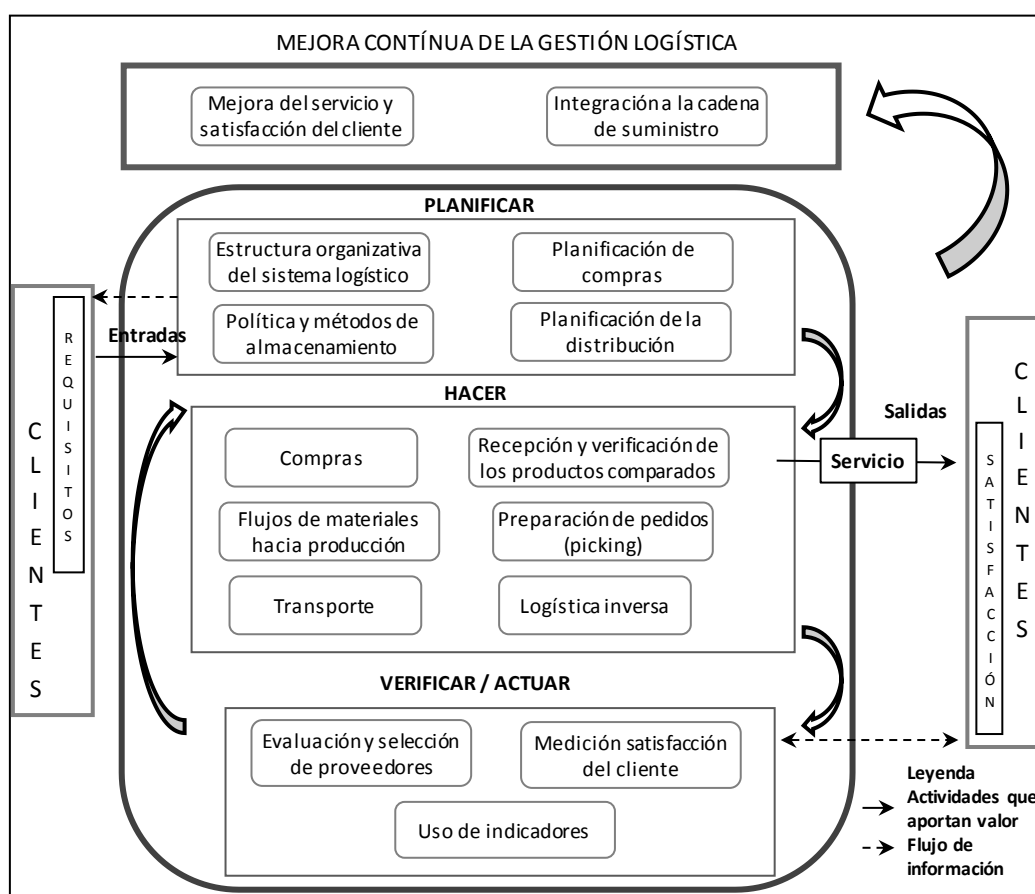 MEJORA CONTÍNUA DE LA GESTIÓN LOGÍSTICA
Mejora del servicio y
satisfacción del cliente
Integración a la cadena
de suministro
PLANIFICAR
Estructura organizativa
del sistema logístico
Planificación de
compras
Política y métodos de
almacenamiento
Planificación de la
distribución
Entradas
REQUISITOS
CLIENTES
HACER
Compras
Recepción y verificación de
los productos comparados
Flujos de materiales
hacia producción
Preparación de pedidos
(picking)
Transporte
Logística inversa
Salidas
Servicio
SATISFACCIÓN
CLIENTES
VERIFICAR / ACTUAR
Evaluación y selección
de proveedores
Medición satisfacción
del cliente
Uso de indicadores
Leyenda
Actividades que
aportan valor
Flujo de
información